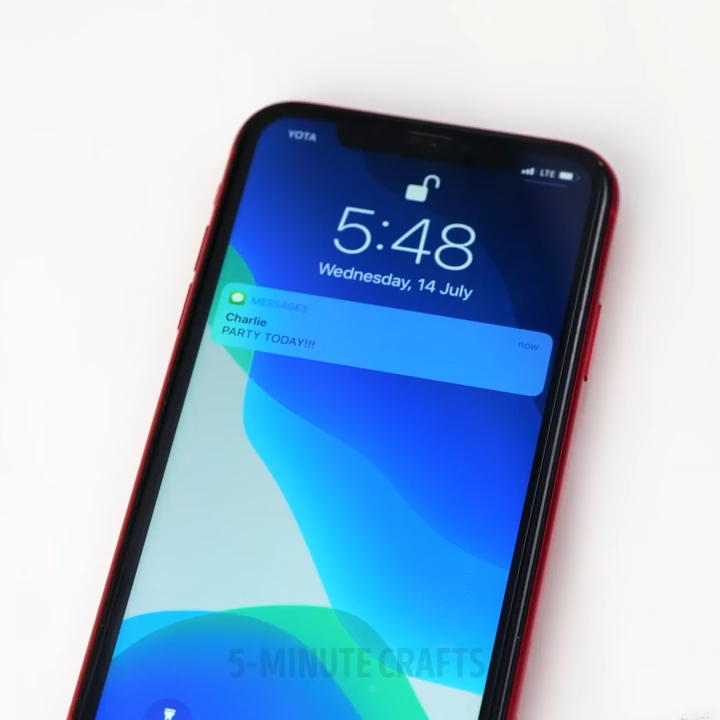 YOTA
LTE
5:48
Wednesday, 14 July
MESSAGES
now
Charlie
PARTY TODAY!!!
5-MINUTE CRAFTS